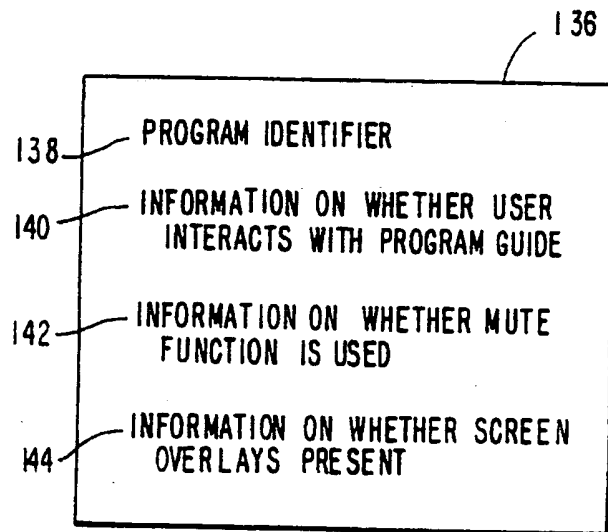 136
138 PROGRAM IDENTIFIER
140 INFORMATION ON WHETHER USER
INTERACTS WITH PROGRAM GUIDE
142 INFORMATION ON WHETHER MUTE
FUNCTION IS USED
144 INFORMATION ON WHETHER SCREEN
OVERLAYS PRESENT